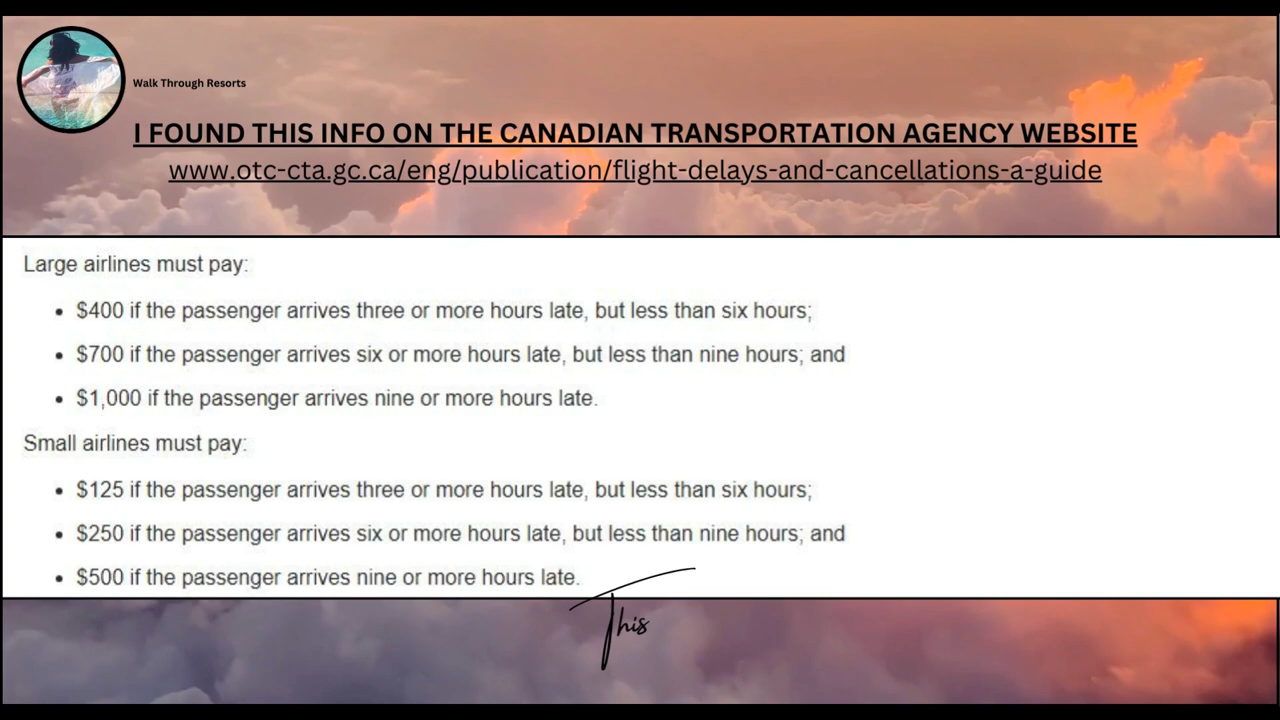 Walk Through Resorts
I FOUND THIS INFO ON THE CANADIAN TRANSPORTATION AGENCY WEBSITE
www.otc-cta.gc.ca/eng/publication/flight-delays-and-cancellations-a-guide
Large airlines must pay:
• $400 if the passenger arrives three or more hours late, but less than six hours;
• $700 if the passenger arrives six or more hours late, but less than nine hours; and
• $1,000 if the passenger arrives nine or more hours late.
Small airlines must pay:
• $125 if the passenger arrives three or more hours late, but less than six hours;
• $250 if the passenger arrives six or more hours late, but less than nine hours; and
• $500 if the passenger arrives nine or more hours late.
This